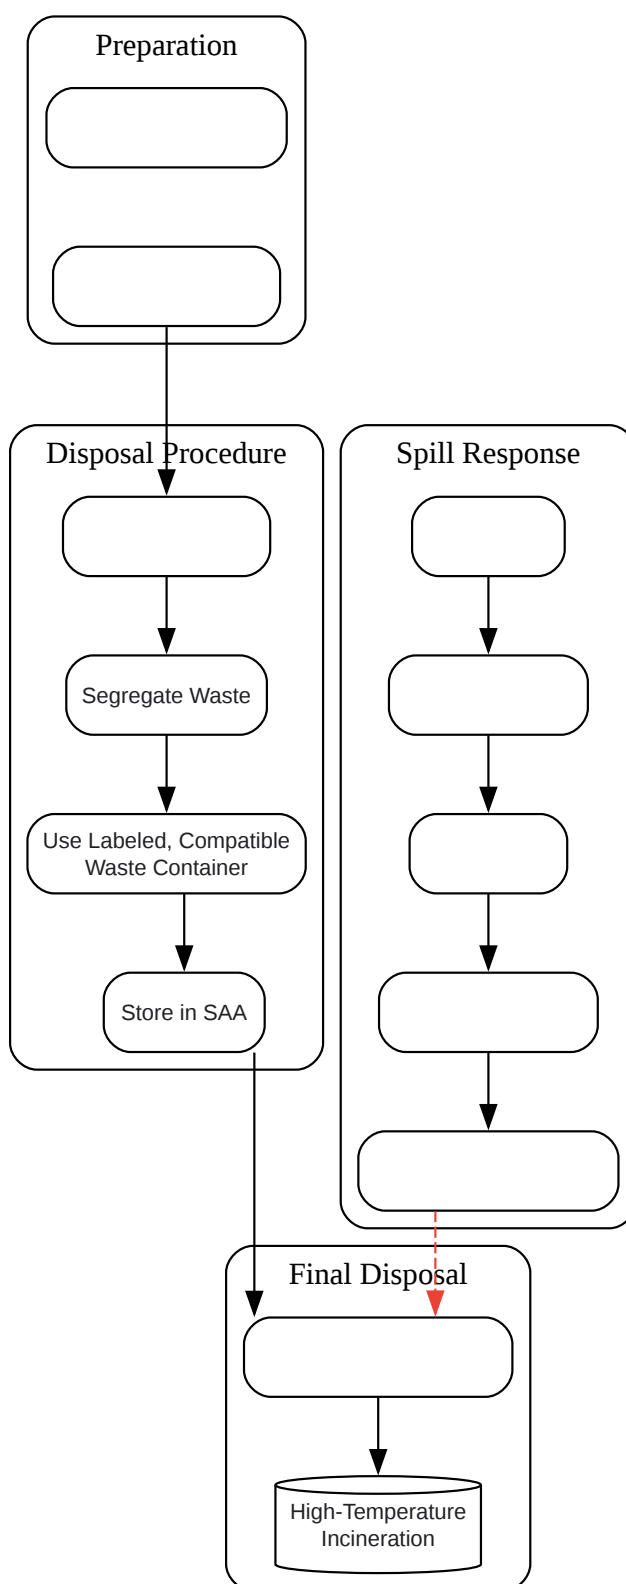 Preparation
Disposal Procedure
Spill Response
Segregate Waste
Use Labeled, Compatible
Waste Container
Store in SAA
Final Disposal
High-Temperature
Incineration